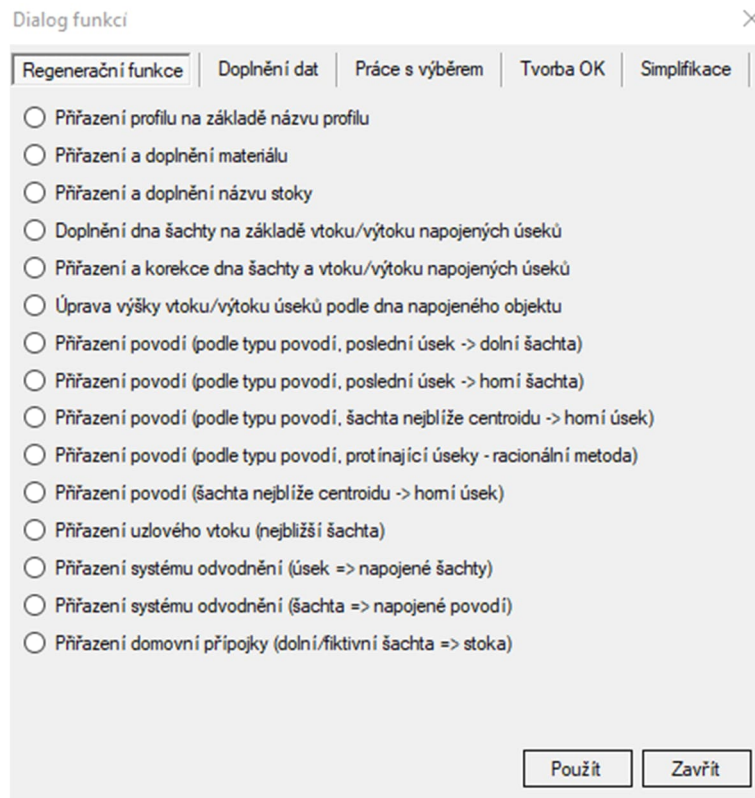 Dialog funkcí
Regenerační funkce Doplnění dat Práce s výběrem Tvorba OK Simplifikace
Přiřazení profilu na základě názvu profilu
Přiřazení a doplnění materiálu
Přiřazení a doplnění názvu stoky
Doplnění dna šachty na základě vtoku/výtoku napojených úseků
Přiřazení a korekce dna šachty a vtoku/výtoku napojených úseků
Úprava výšky vtoku/výtoku úseků podle dna napojeného objektu
Přiřazení povodí (podle typu povodí, poslední úsek -> dolní šachta)
Přiřazení povodí (podle typu povodí, poslední úsek -> horní šachta)
Přiřazení povodí (podle typu povodí, šachta nejblíže centroidu -> horní úsek)
Přiřazení povodí (podle typu povodí, protínající úseky - racionální metoda)
Přiřazení povodí (šachta nejblíže centroidu -> horní úsek)
Přiřazení uzlového vtoku (nejbližší šachta)
Přiřazení systému odvodnění (úsek => napojené šachty)
Přiřazení systému odvodnění (šachta => napojené povodí)
Přiřazení domovní přípojky (dolní/fiktivní šachta => stoka)
Použít Zavřít